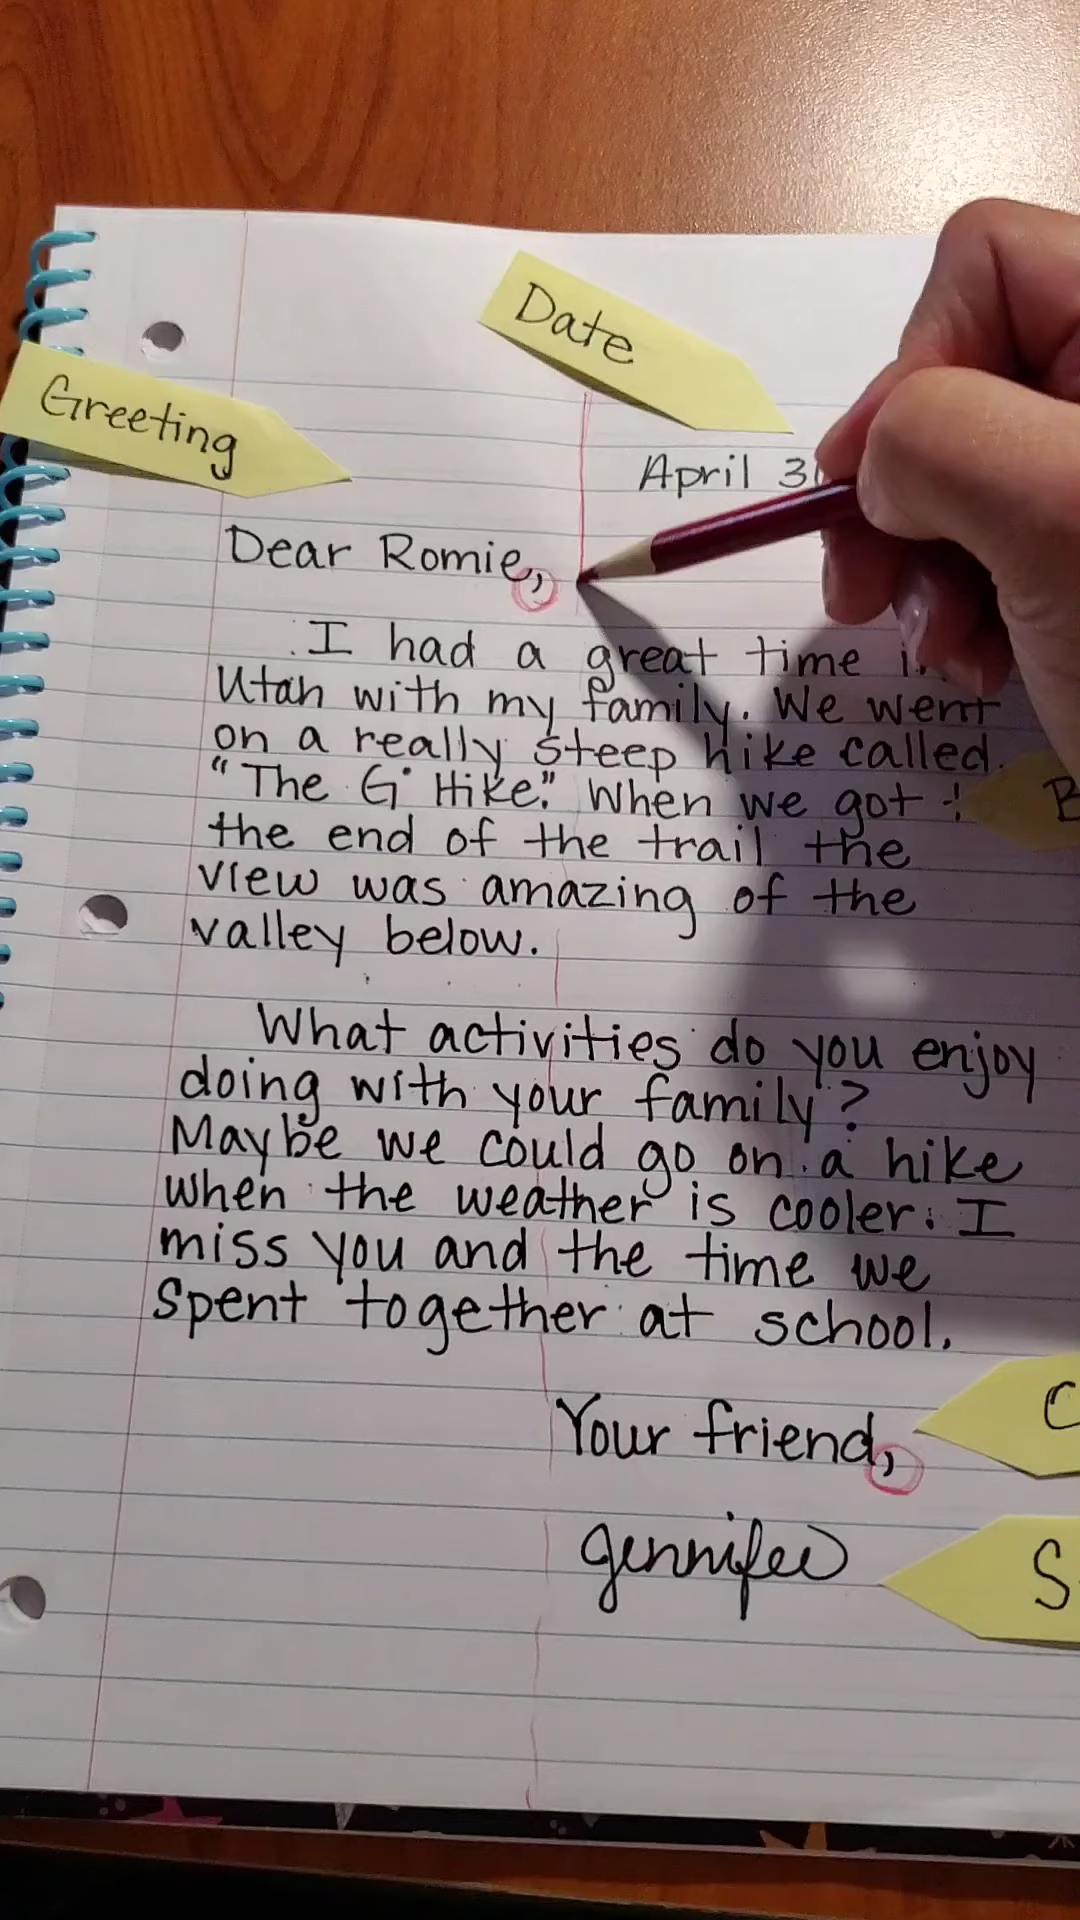 Date
Greeting
April 3
Dear Romie,
I had a great time
Utah with my family. We went
on a really steep hike called
"The G Hike." When we got
the end of the trail the
view was amazing of the
valley below.
What activities do you enjoy
doing with your family?
Maybe we could go on a hike
when the weather is cooler. I
miss you and the time we
spent together at school.
Your friend,
Jennifer